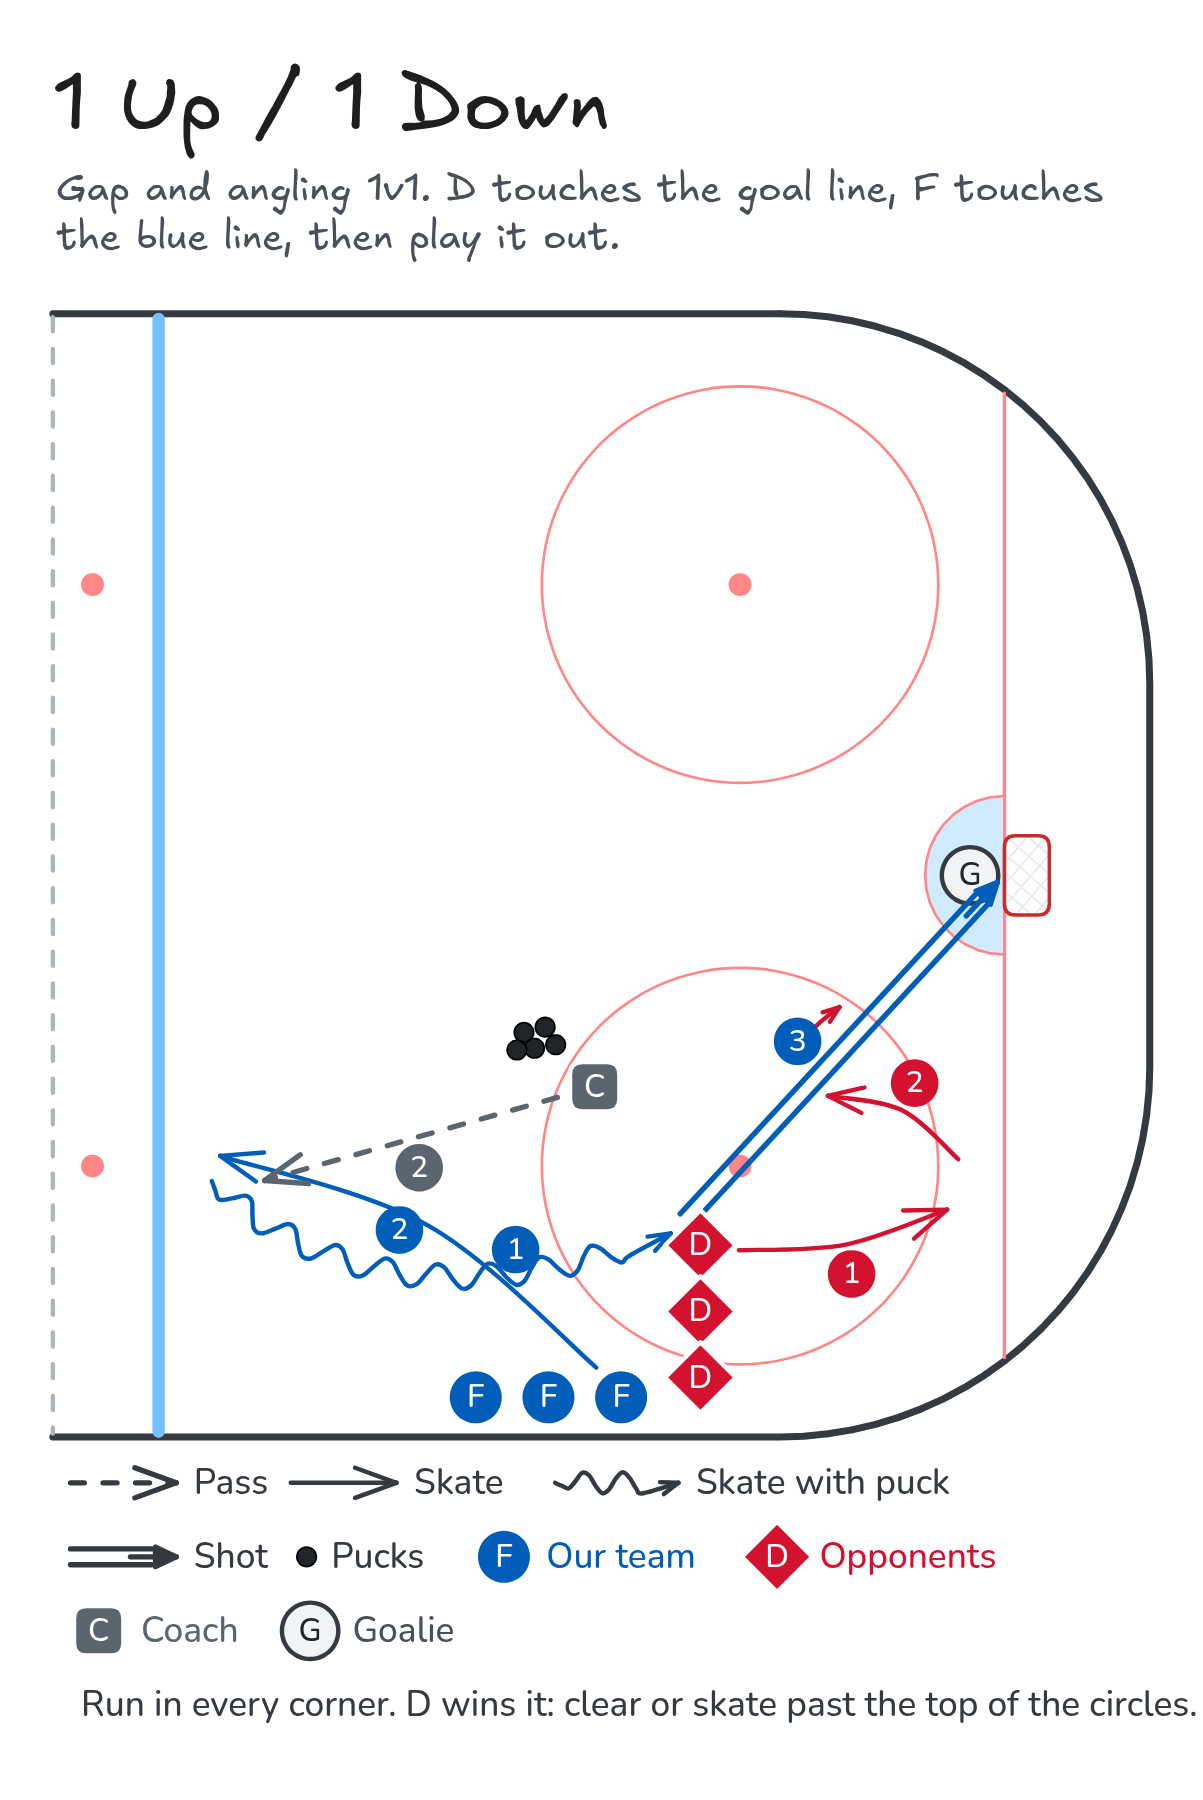 1 Up / 1 Down
Gap and angling 1v1. D touches the goal line, F touches
the blue line, then play it out.
G
3
2
C
2
2
1
D
1
D
D
F F F
Pass Skate Skate with puck
Shot Pucks F Our team D Opponents
C Coach G Goalie
Run in every corner. D wins it: clear or skate past the top of the circles.